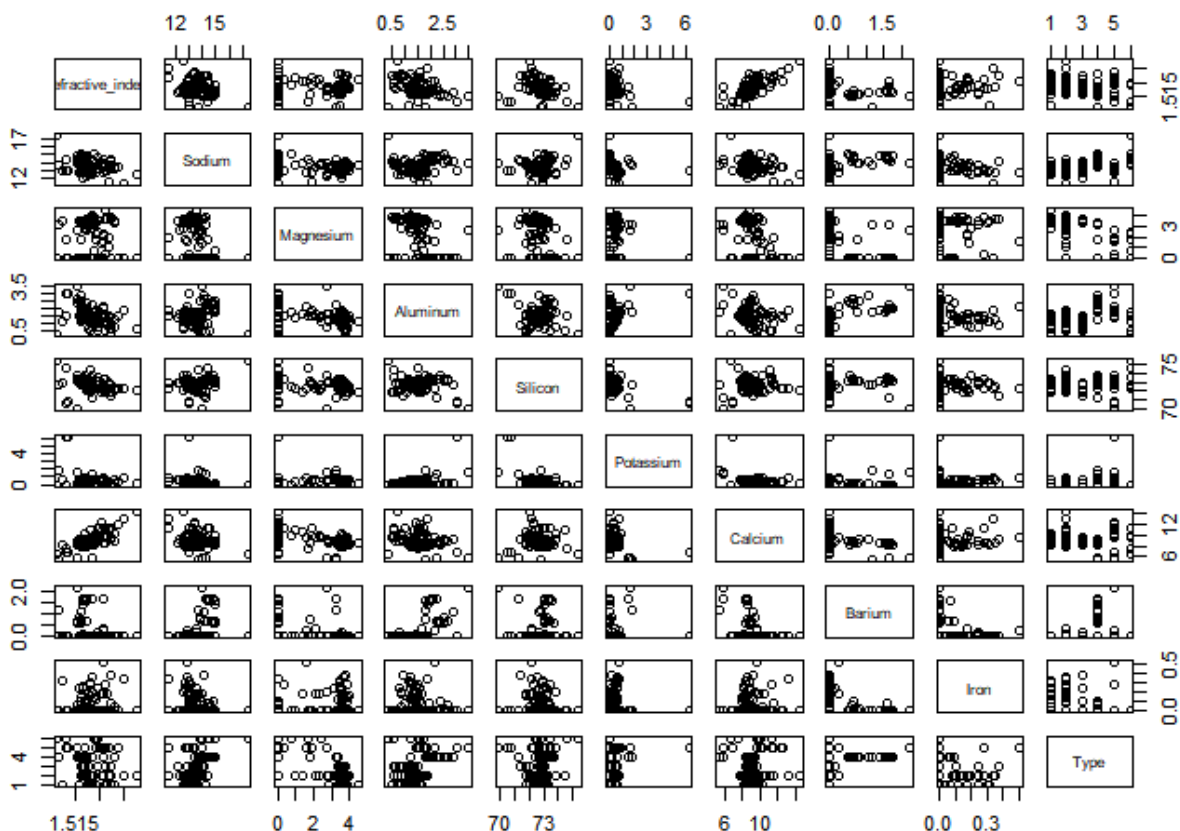 12 15 0.5 2.5 0 2 4 6 0.0 1.5 1 3 5
efractive_inde 1.515
17 12 Sodium
Magnesium 3 0
3.5 0.5 Aluminum
Silicon 75 70
4 0 Potassium
Calcium 12 6
2.0 0.0 Barium
Iron 0.5 0.0
4 1 Type
1.515 0 2 4 70 73 6 10 0.0 0.3